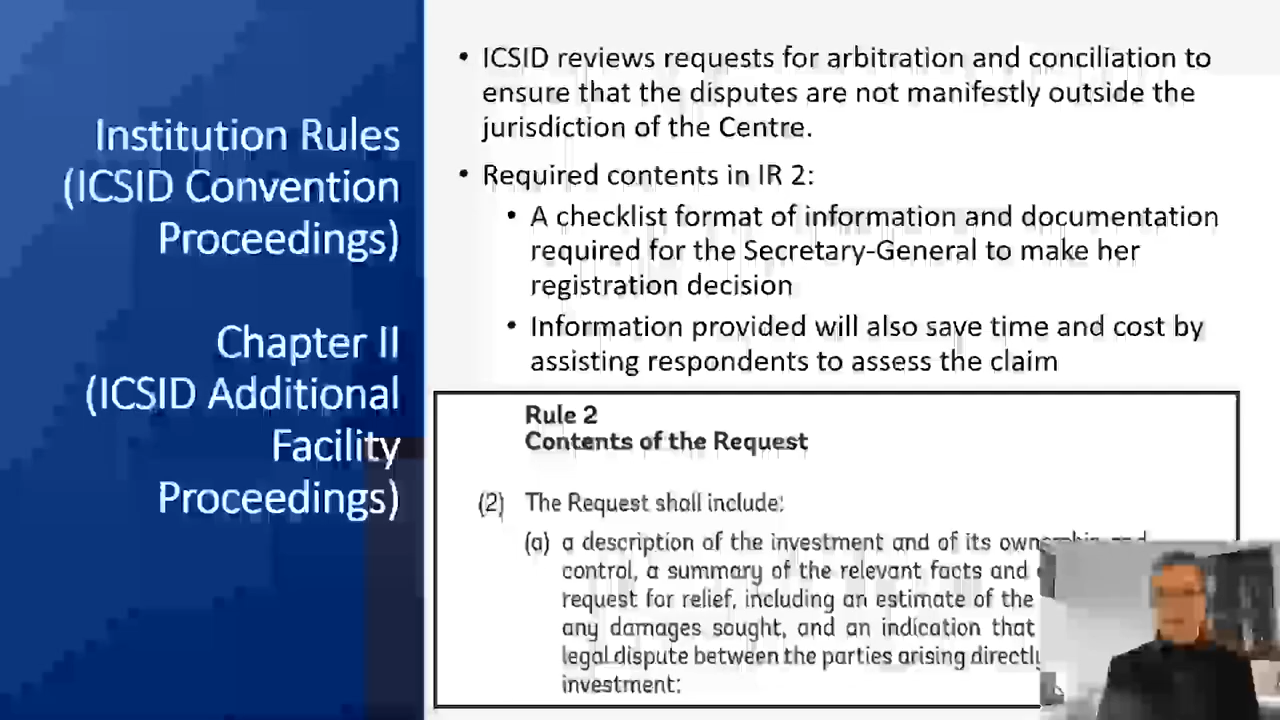 Institution Rules
(ICSID Convention
Proceedings)
Chapter II
(ICSID Additional
Facility
Proceedings)
• ICSID reviews requests for arbitration and conciliation to
ensure that the disputes are not manifestly outside the
jurisdiction of the Centre.
• Required contents in IR 2:
• A checklist format of information and documentation
required for the Secretary-General to make her
registration decision
• Information provided will also save time and cost by
assisting respondents to assess the claim
Rule 2
Contents of the Request
(2) The Request shall include:
(a) a description of the investment and of its ownership and
control, a summary of the relevant facts and
request for relief, including an estimate of the
any damages sought, and an indication that
legal dispute between the parties arising directly
investment;